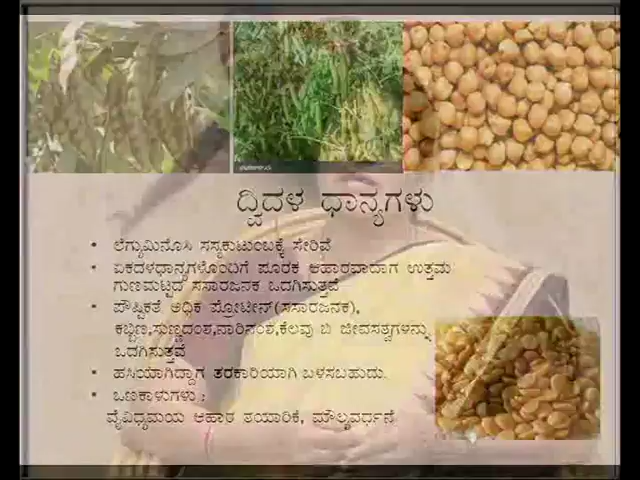 ದ್ವಿದಳ ಧಾನ್ಯಗಳು
• ಲೆಗ್ಯುಮಿನೊಸಿ ಸಸ್ಯಕುಟುಂಬಕ್ಕೆ ಸೇರಿವೆ
• ಏಕದಳಧಾನ್ಯಗಳೊಂದಿಗೆ ಪೂರಕ ಆಹಾರವಾದಾಗ ಉತ್ತಮ
ಗುಣಮಟ್ಟದ ಸಸಾರಜನಕ ಒದಗಿಸುತ್ತವೆ
• ಪೌಷ್ಟಿಕತೆ ಅಧಿಕ ಪ್ರೋಟೀನ್(ಸಸಾರಜನಕ),
ಕಬ್ಬಿಣ,ಸುಣ್ಣದಂಶ,ನಾರಿನಂಶ,ಕೆಲವು ಬಿ ಜೀವಸತ್ವಗಳನ್ನು
ಒದಗಿಸುತ್ತವೆ
• ಹಸಿಯಾಗಿದ್ದಾಗ ತರಕಾರಿಯಾಗಿ ಬಳಸಬಹುದು.
• ಒಣಕಾಳುಗಳು :
ವೈವಿಧ್ಯಮಯ ಆಹಾರ ತಯಾರಿಕೆ, ಮೌಲ್ಯವರ್ಧನೆ